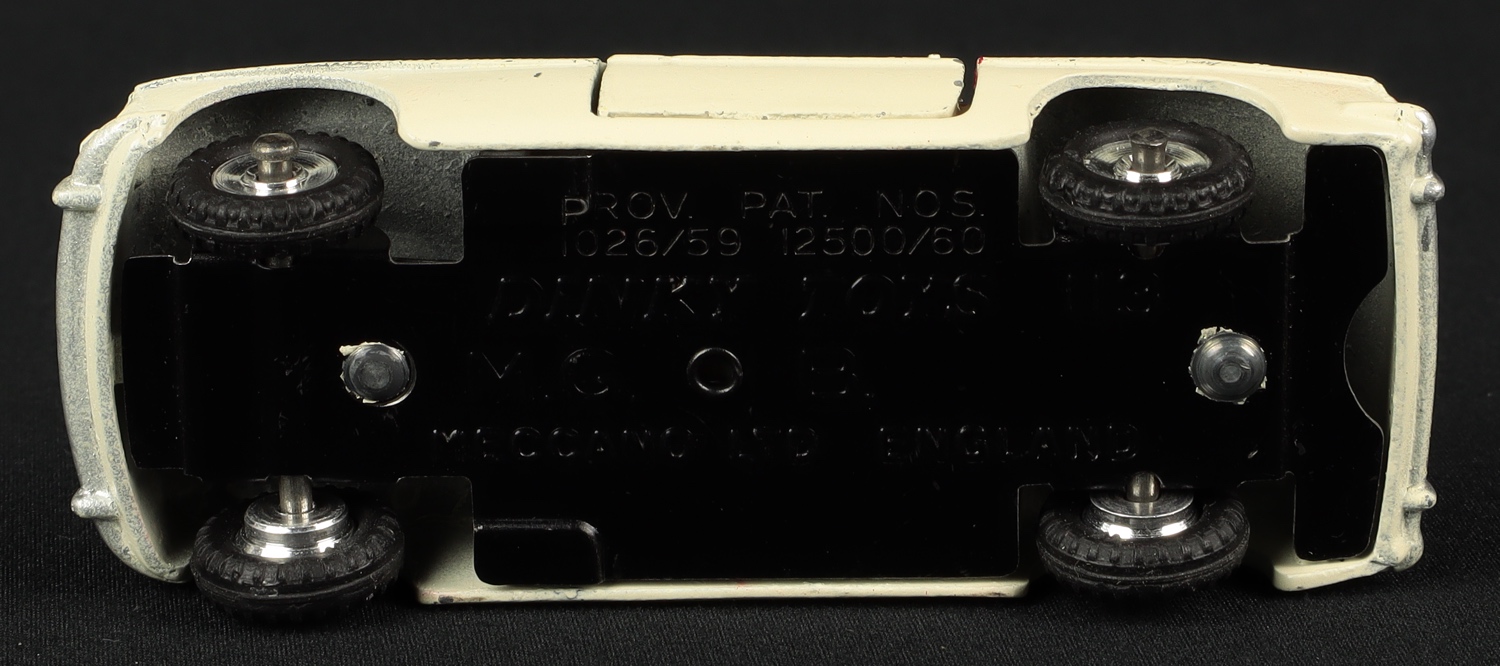 PROV. PAT. NOS.
1026/59 12500/60
DINKY TOYS 113
M.G. B.
MECCANO LTD ENGLAND